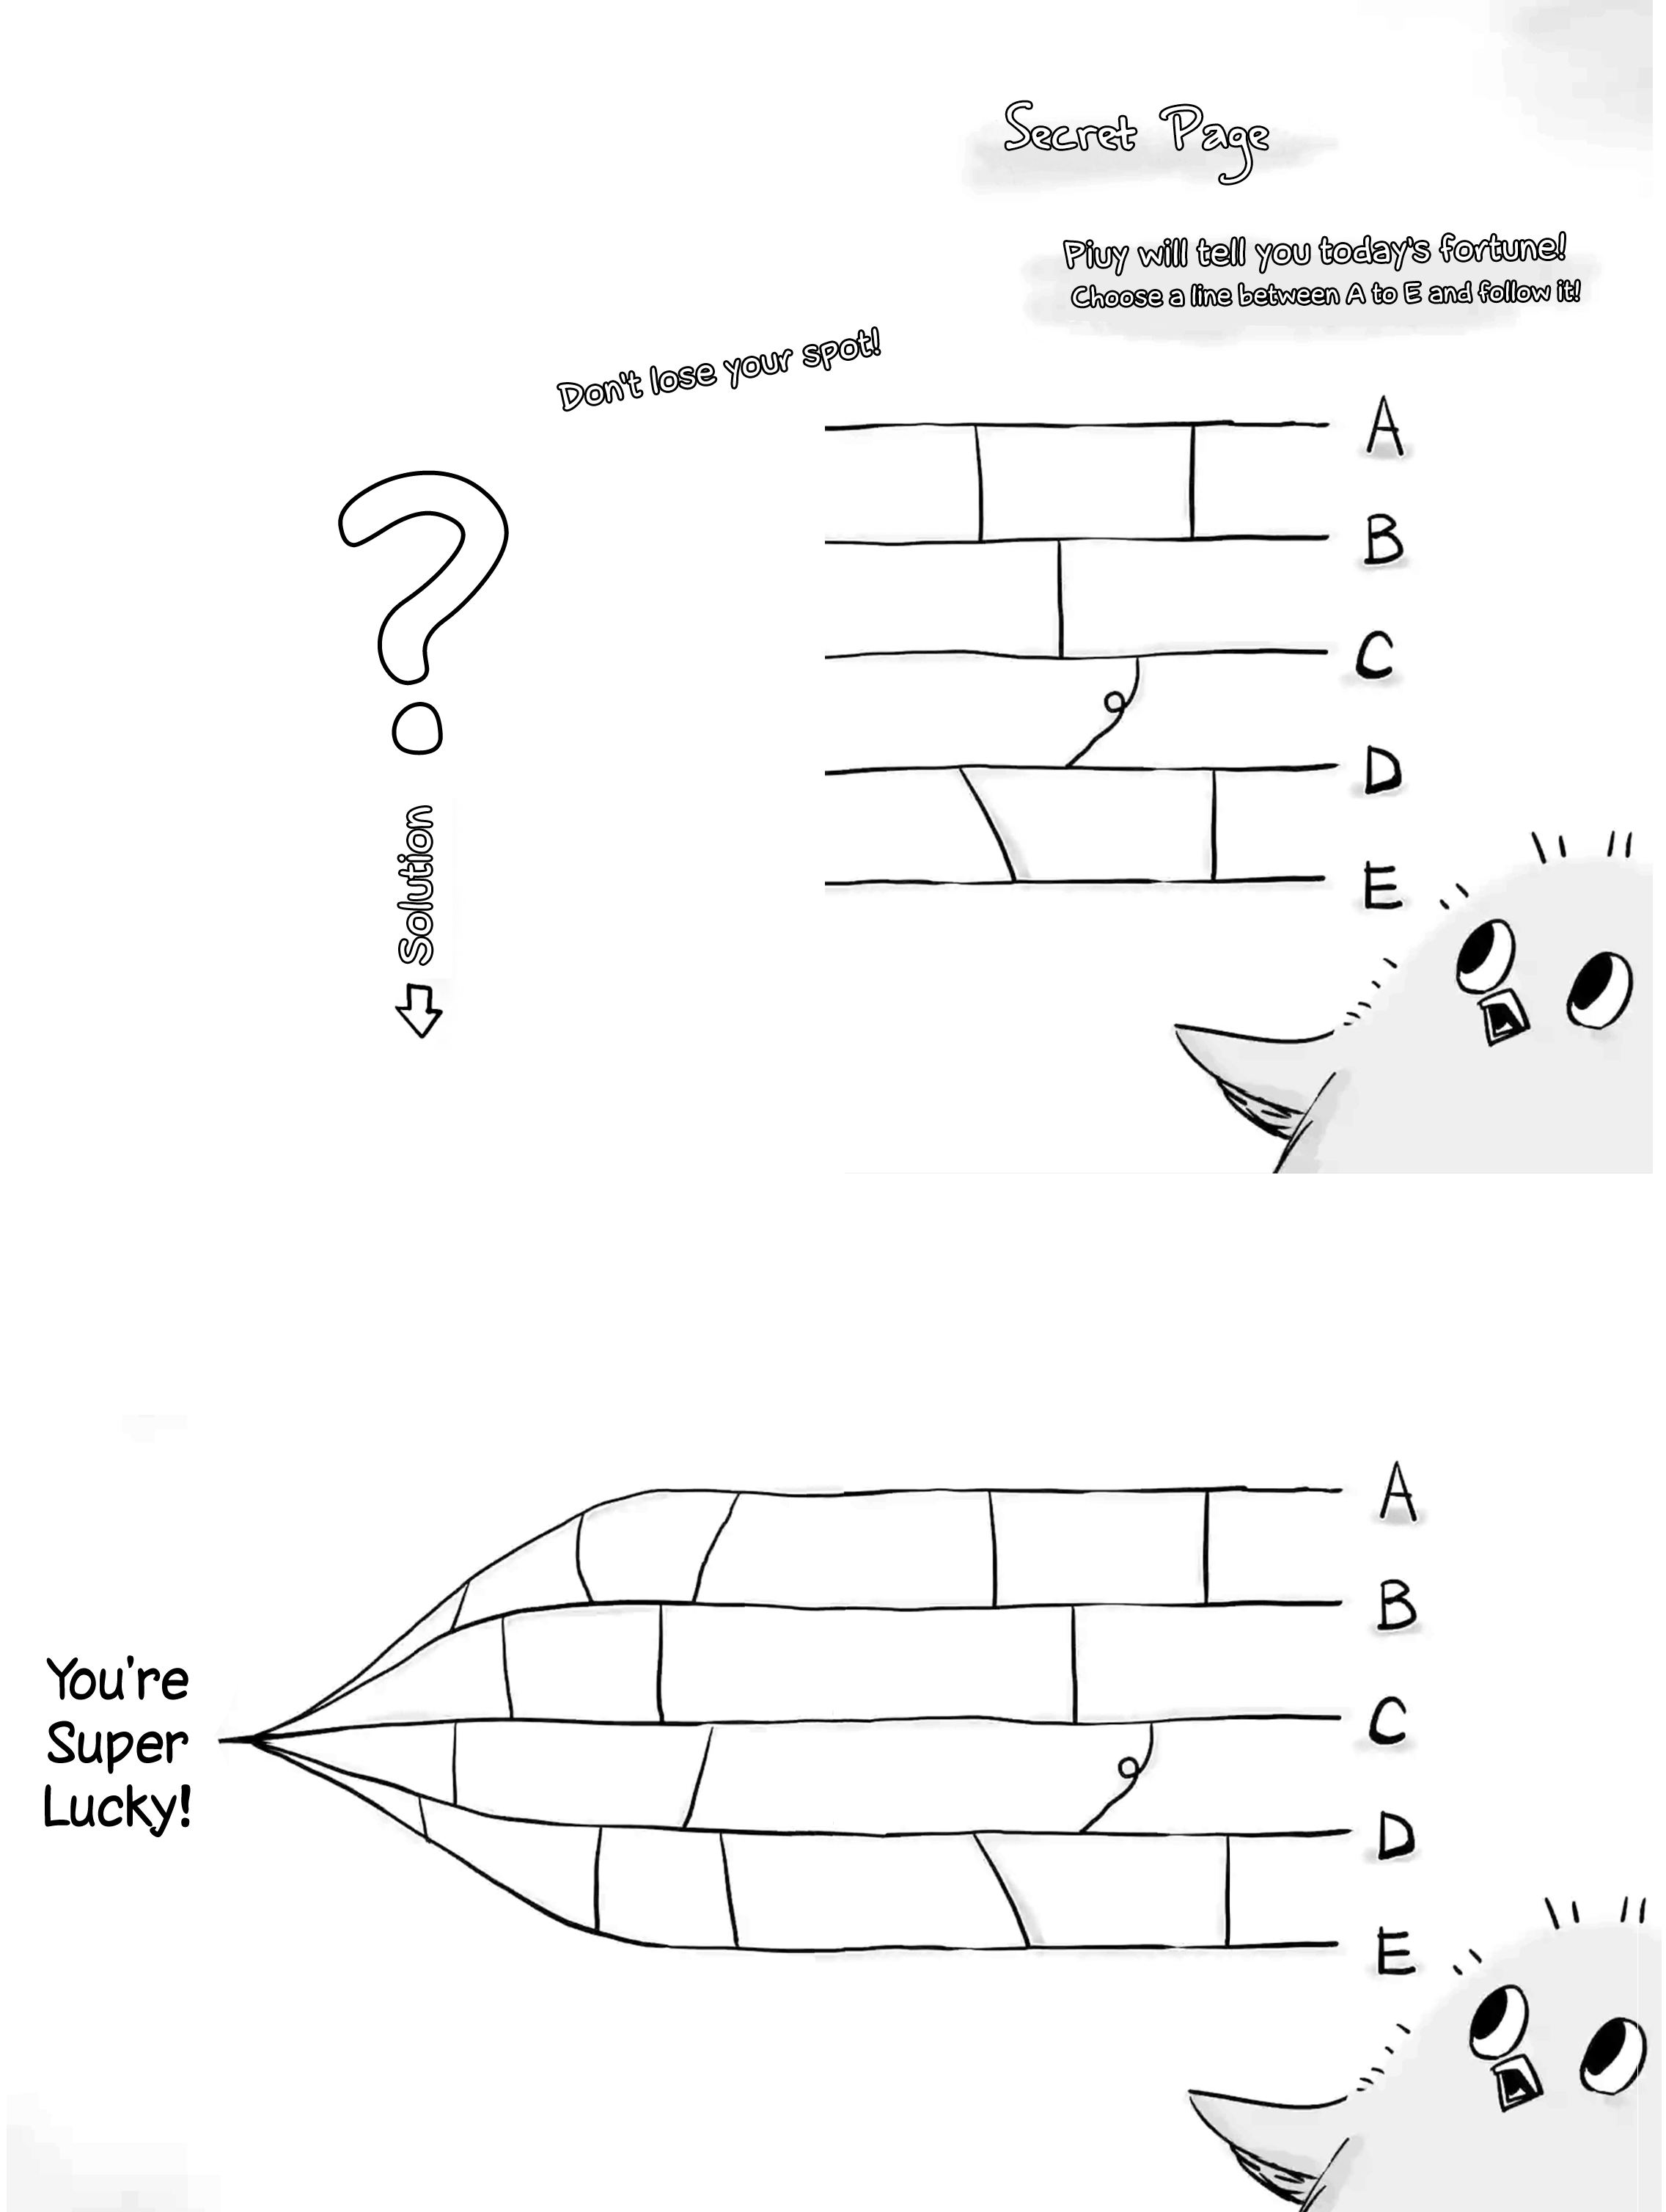 Secret Page
Piuy will tell you today's fortune!
Choose a line between A to E and follow it!
Don't lose your spot!
A
B
C
D
E
Solution
A
B
C
D
E
You're
Super
Lucky!